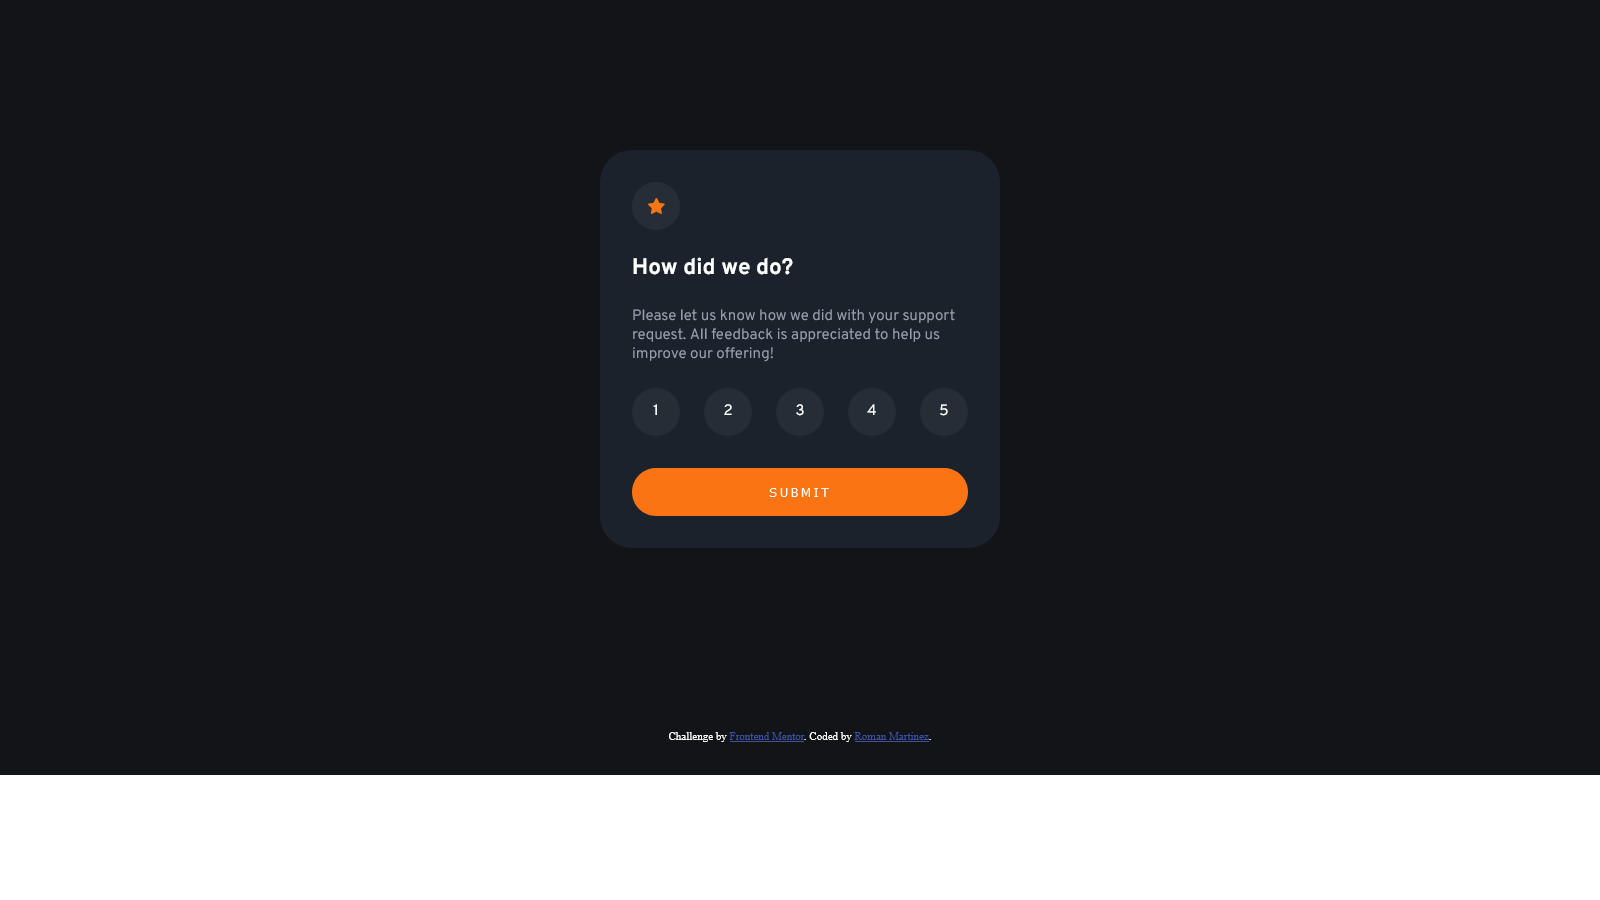 How did we do?
Please let us know how we did with your support
request. All feedback is appreciated to help us
improve our offering!
1 2 3 4 5
SUBMIT
Challenge by Frontend Mentor. Coded by Roman Martinez.